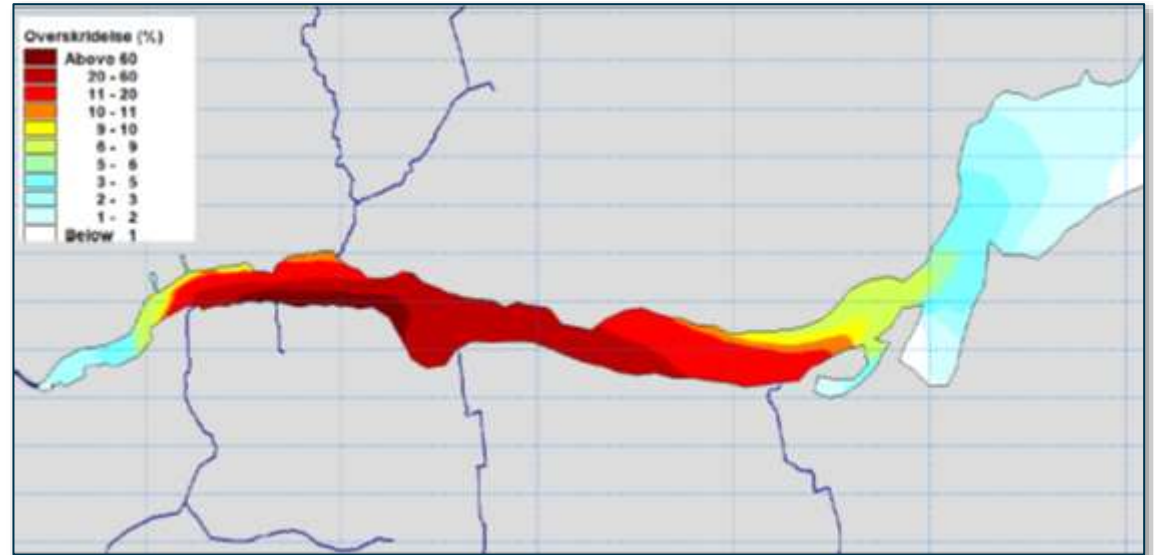 Overskridelse (%)
Above 60
20 - 60
11 - 20
10 - 11
9 - 10
6 - 9
5 - 6
3 - 5
2 - 3
1 - 2
Below 1